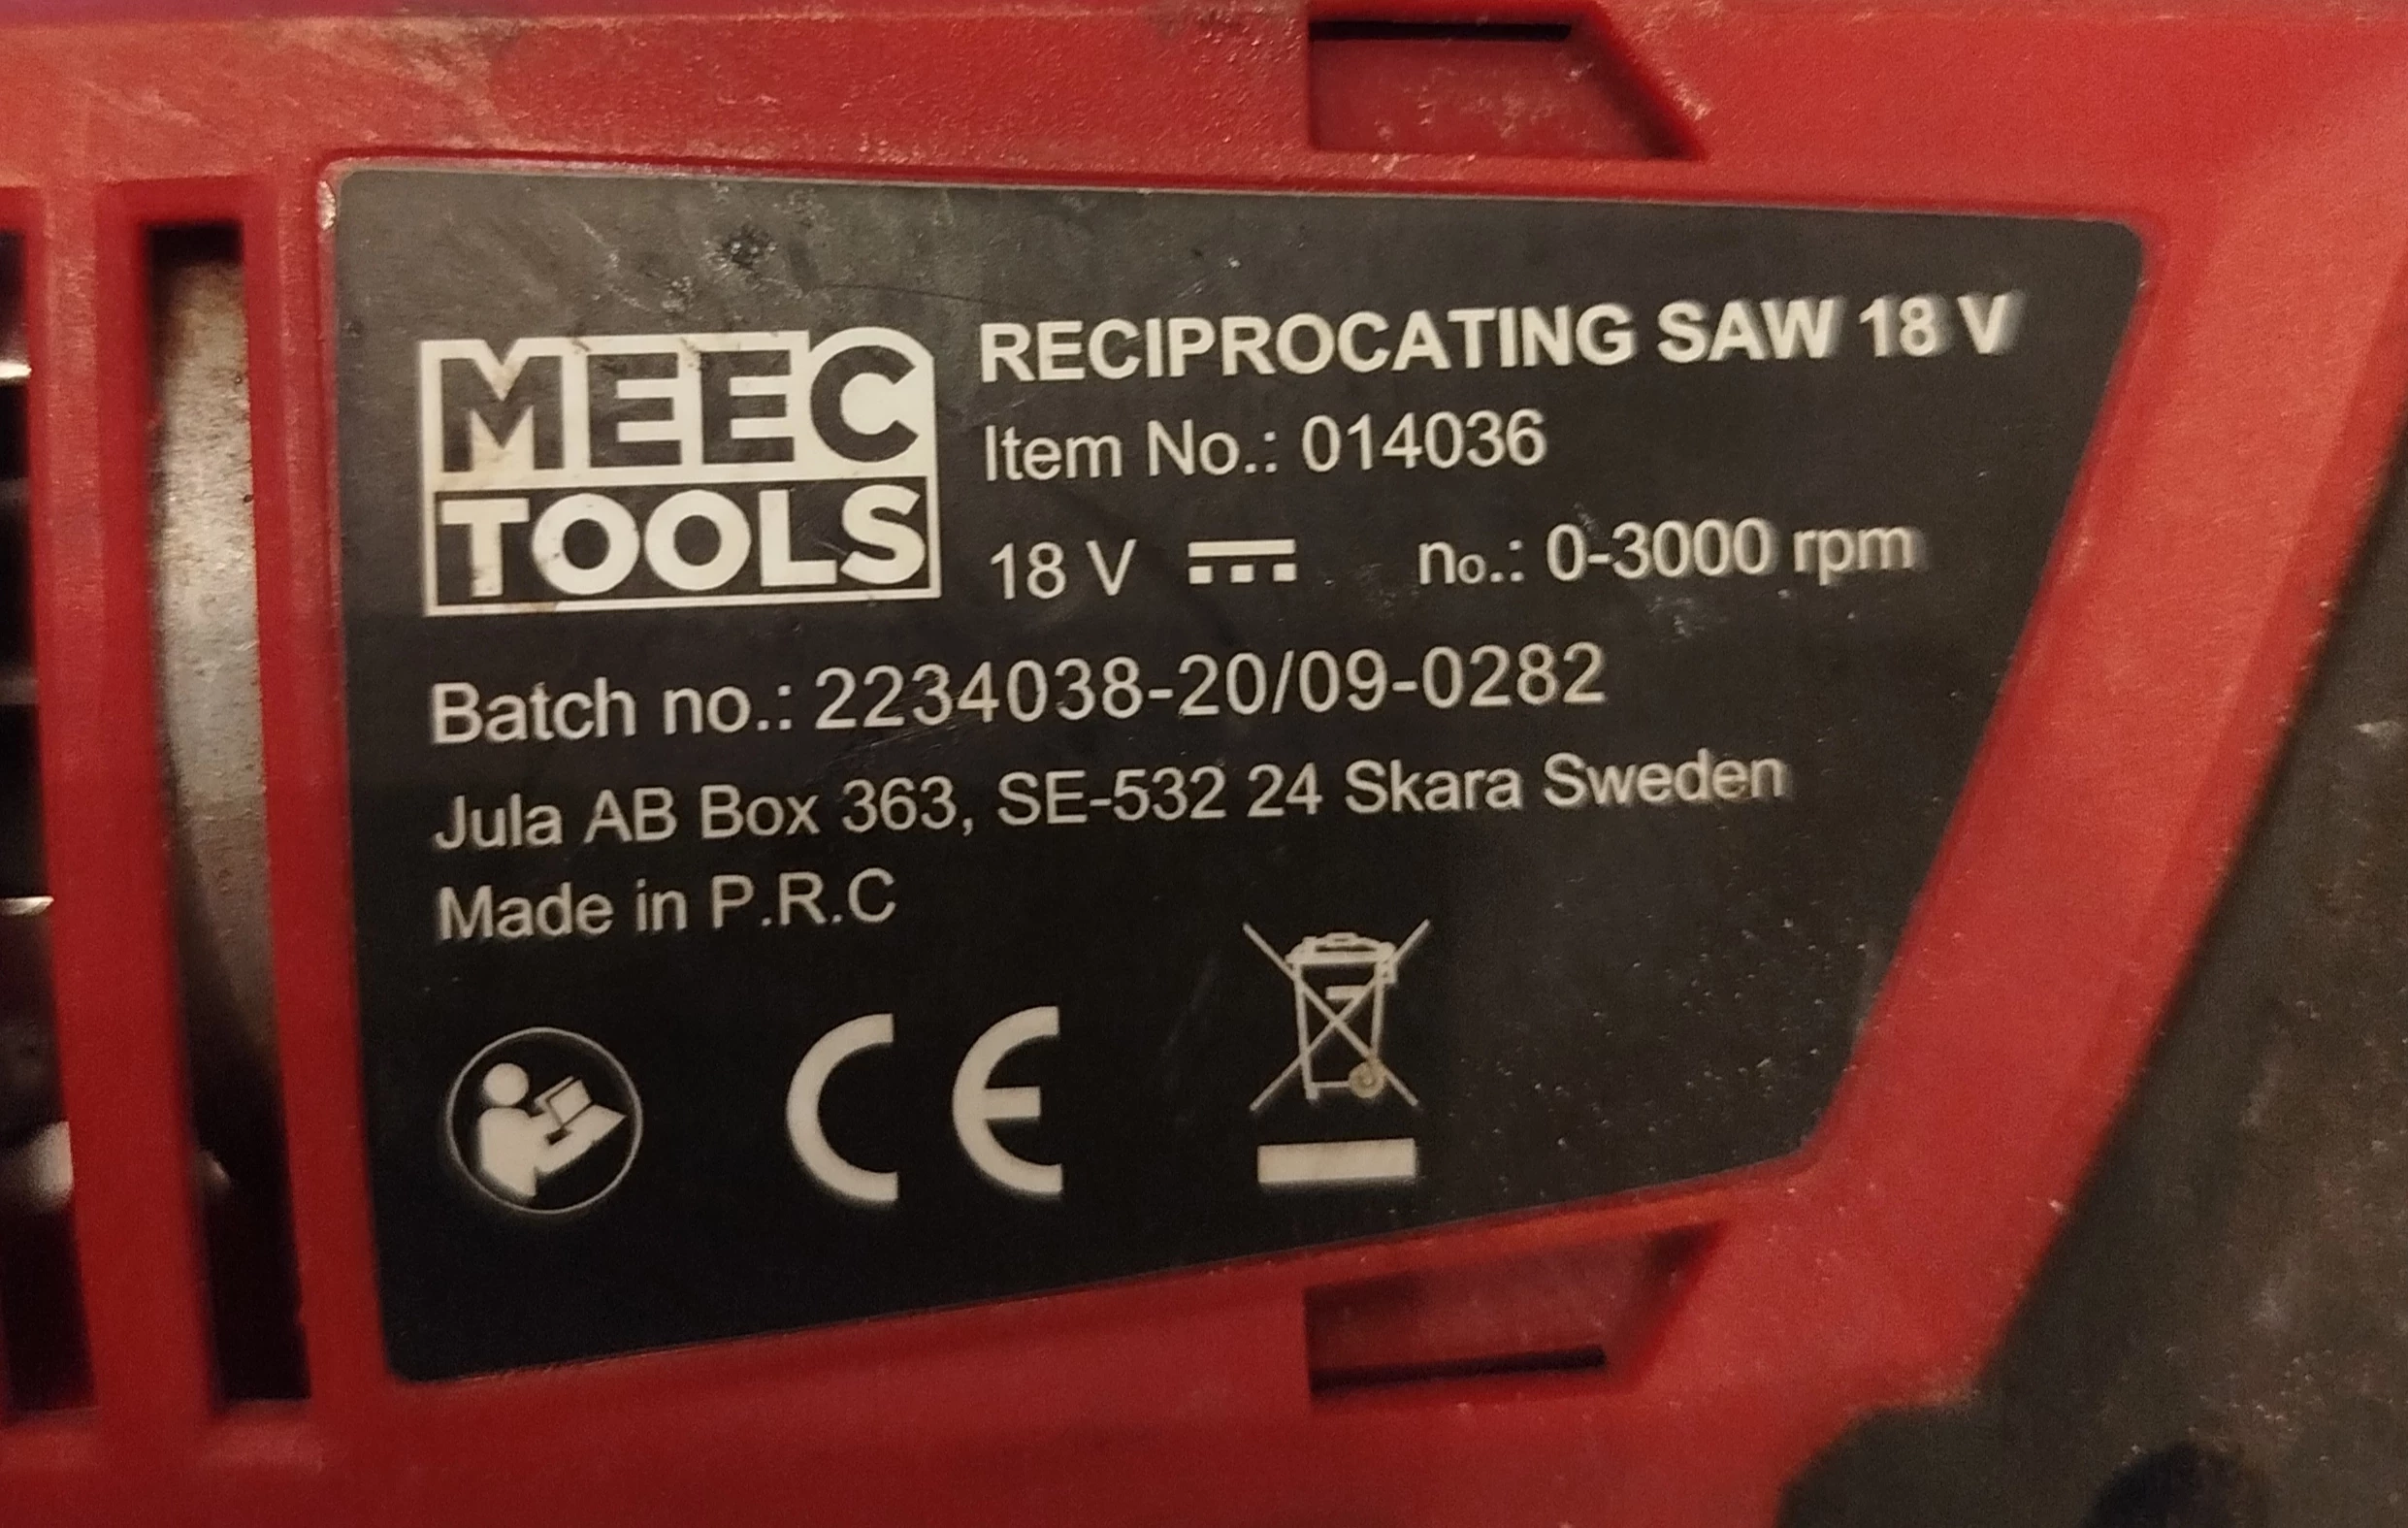 MEEC
TOOLS
RECIPROCATING SAW 18 V
Item No.: 014036
18 V no.: 0-3000 rpm
Batch no.: 2234038-20/09-0282
Jula AB Box 363, SE-532 24 Skara Sweden
Made in P.R.C
CE